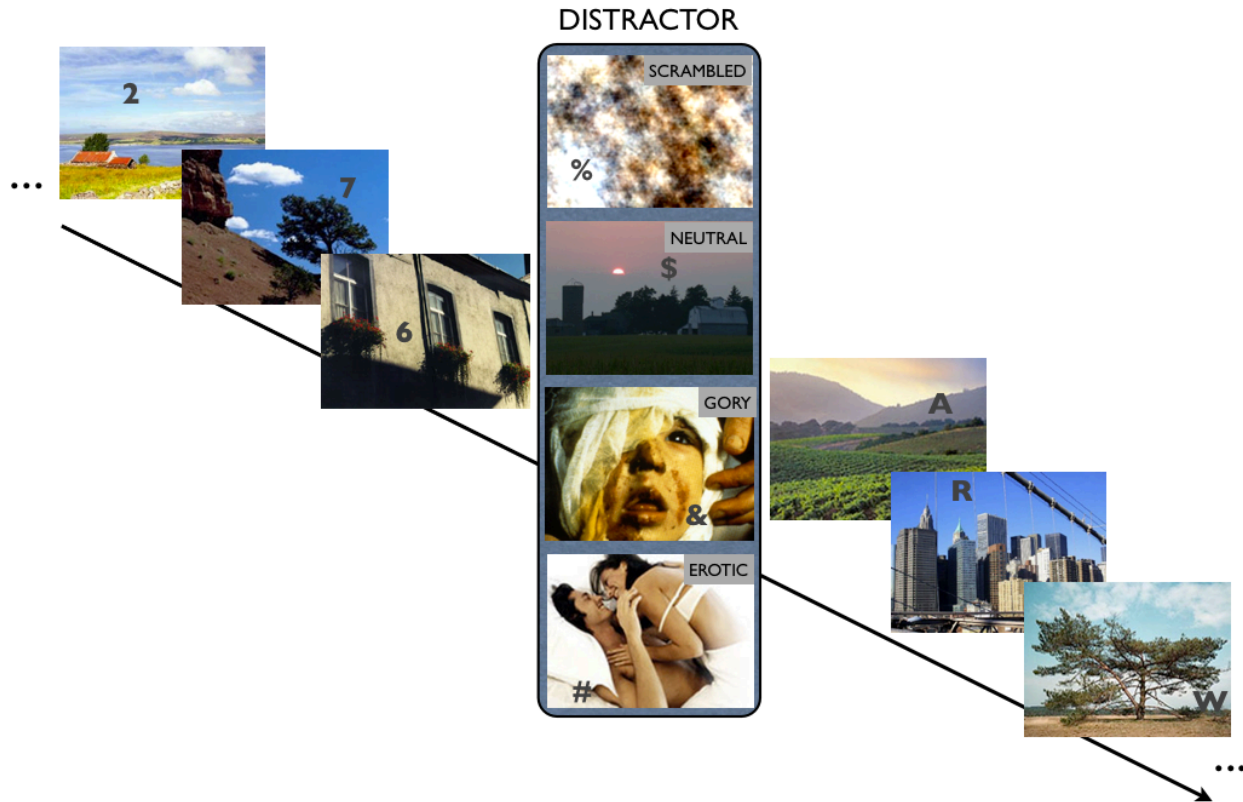 DISTRACTOR
...
2
7
6
SCRAMBLED
%
NEUTRAL
$
GORY
&
EROTIC
#
A
R
W
...